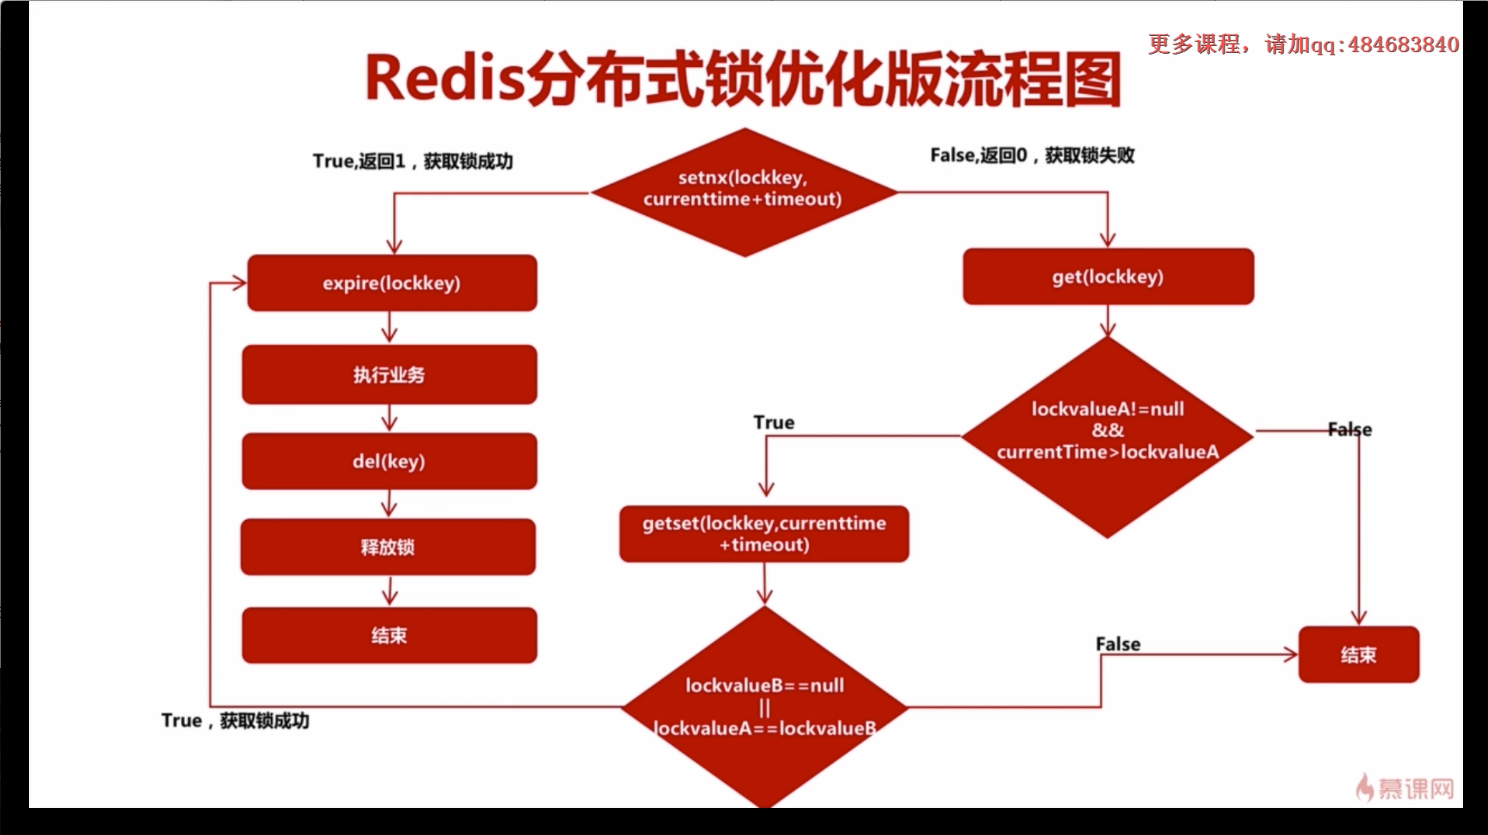 更多课程，请加qq:484683840
Redis分布式锁优化版流程图
True,返回1，获取锁成功
False,返回0，获取锁失败
setnx(lockkey,
currenttime+timeout)
expire(lockkey)
get(lockkey)
执行业务
lockvalueA!=null
&&
currentTime>lockvalueA
True
False
del(key)
getset(lockkey,currenttime
+timeout)
释放锁
结束
False
结束
lockvalueB==null
||
lockvalueA==lockvalueB
True，获取锁成功
慕课网